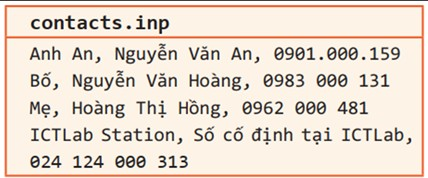 contacts.inp
Anh An, Nguyễn Văn An, 0901.000.159
Bố, Nguyễn Văn Hoàng, 0983 000 131
Mẹ, Hoàng Thị Hồng, 0962 000 481
ICTLab Station, Số cố định tại ICTLab,
024 124 000 313